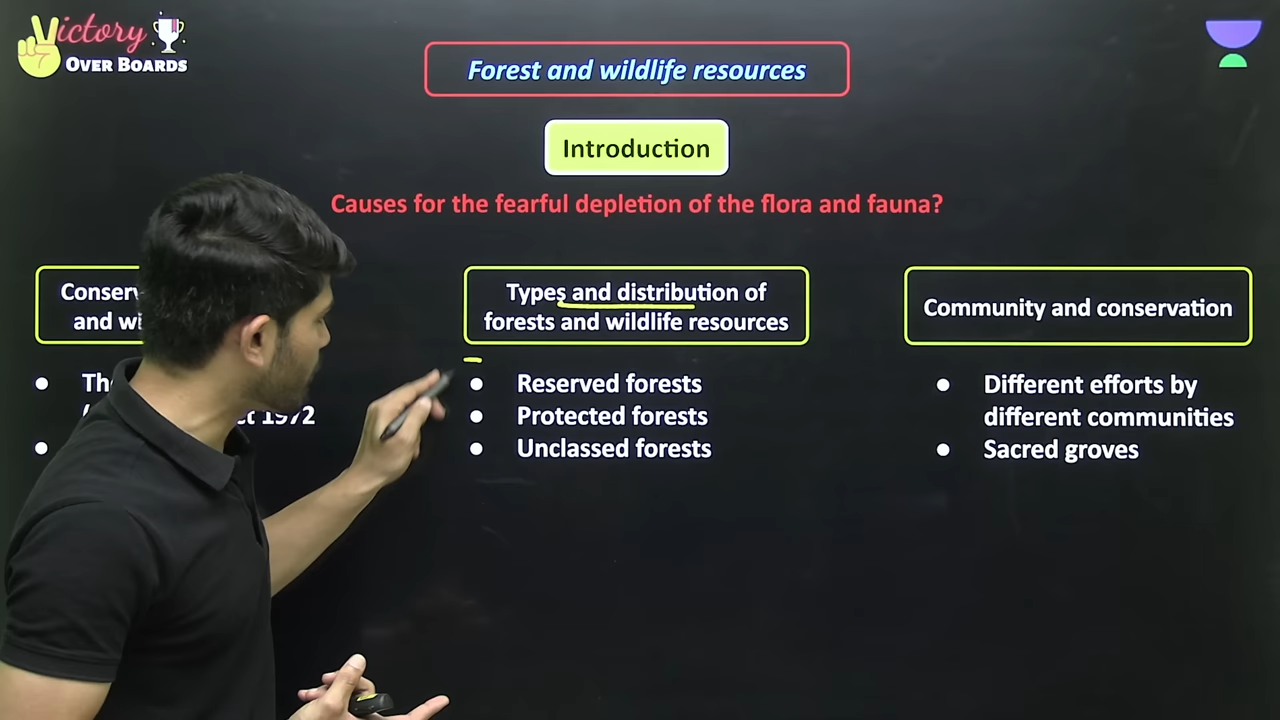 Victory
OVER BOARDS
Forest and wildlife resources
Introduction
Causes for the fearful depletion of the flora and fauna?
Types and distribution of
forests and wildlife resources
Community and conservation
1972
Reserved forests
Protected forests
Unclassed forests
Different efforts by
different communities
Sacred groves